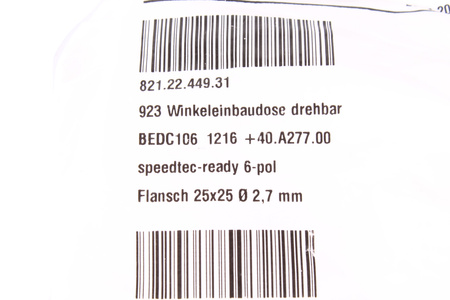 20
821.22.449.31
923 Winkeleinbaudose drehbar
BEDC106 1216 +40.A277.00
speedtec-ready 6-pol
Flansch 25x25 Ø 2,7 mm